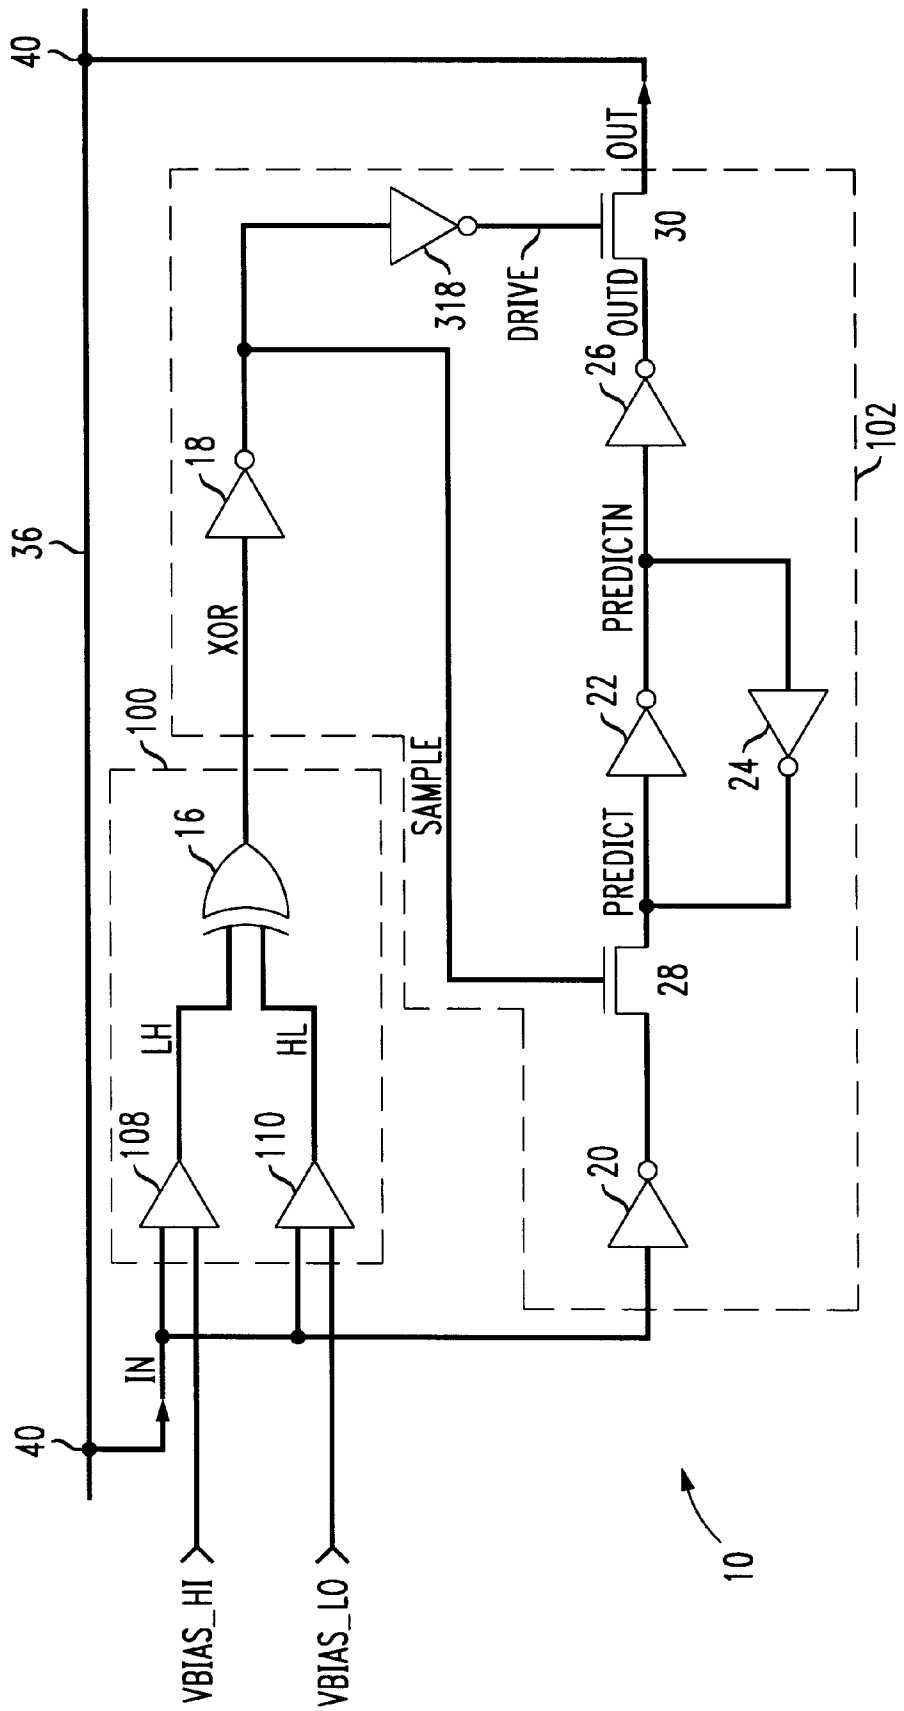 36
40
40
IN
VBIAS_HI
VBIAS_LO
108
110
LH
HL
16
100
XOR
18
SAMPLE
318
DRIVE
20
28
PREDICT
22
24
PREDICTN
26
OUTD
30
OUT
102
10